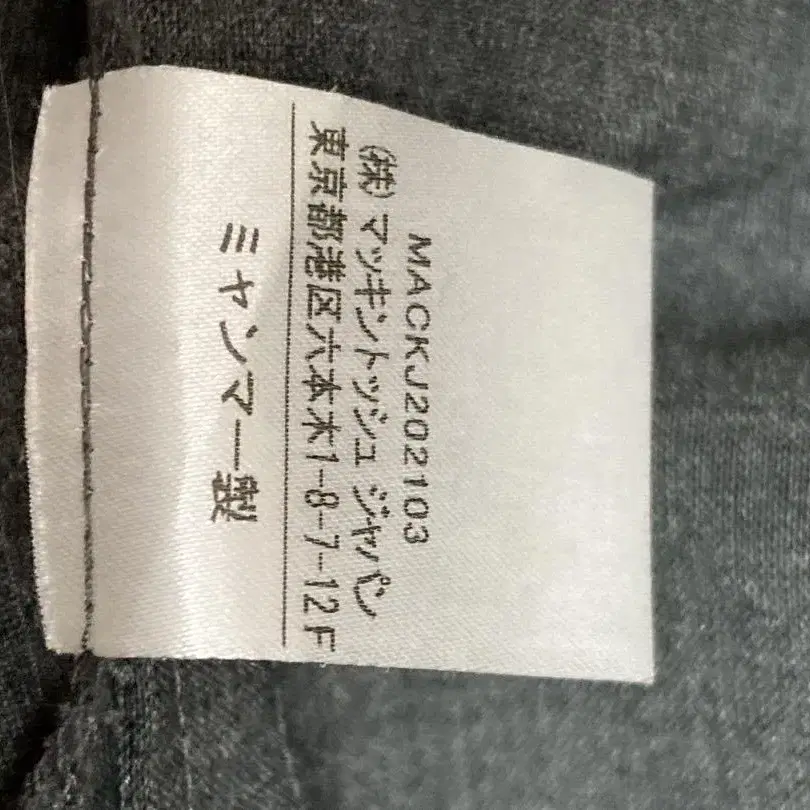 MACKJ202103
(株)マッキントッシュ ジャパン
東京都港区六本木1-8-7-12F
ミャンマー製